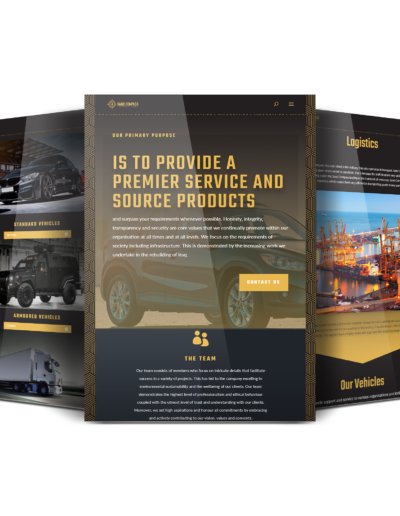 STANDARD VEHICLES
ARMOURED VEHICLES
OUR PRIMARY PURPOSE
IS TO PROVIDE A
PREMIER SERVICE AND
SOURCE PRODUCTS
and surpass your requirements whenever possible. Honesty, integrity,
transparency and security are core values that we continually promote within our
organisation at all times and at all levels. We focus on the requirements of
society including infrastructure. This is demonstrated by the increasing work we
undertake in the rebuilding of Iraq.
CONTACT US
THE TEAM
Our team consists of members who focus on intricate details that facilitate
success to a variety of projects. This has led to the company excelling in
environmental sustainability and the wellbeing of our clients. Our team
demonstrates the highest level of professionalism and ethical behaviour
coupled with the utmost level of trust and understanding with our clients.
Moreover, we set high aspirations and honour all commitments by embracing
and actively contributing to our value, values and concerns.
Logistics
Our Vehicles